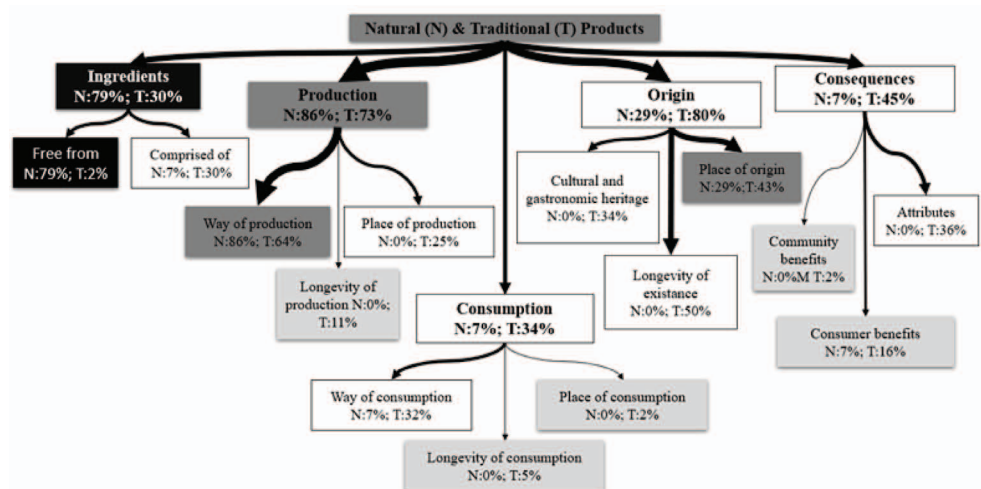 Natural (N) & Traditional (T) Products
Ingredients
N:79%; T:30%
Production
N:86%; T:73%
Origin
N:29%; T:80%
Consequences
N:7%; T:45%
Free from
N:79%; T:2%
Comprised of
N:7%; T:30%
Way of production
N:86%; T:64%
Place of production
N:0%; T:25%
Longevity of
production N:0%;
T:11%
Cultural and
gastronomic heritage
N:0%; T:34%
Place of origin
N:29%;T:43%
Longevity of
existance
N:0%; T:50%
Community
benefits
N:0%M T:2%
Attributes
N:0%; T:36%
Consumer benefits
N:7%; T:16%
Consumption
N:7%; T:34%
Way of consumption
N:7%; T:32%
Place of consumption
N:0%; T:2%
Longevity of consumption
N:0%; T:5%